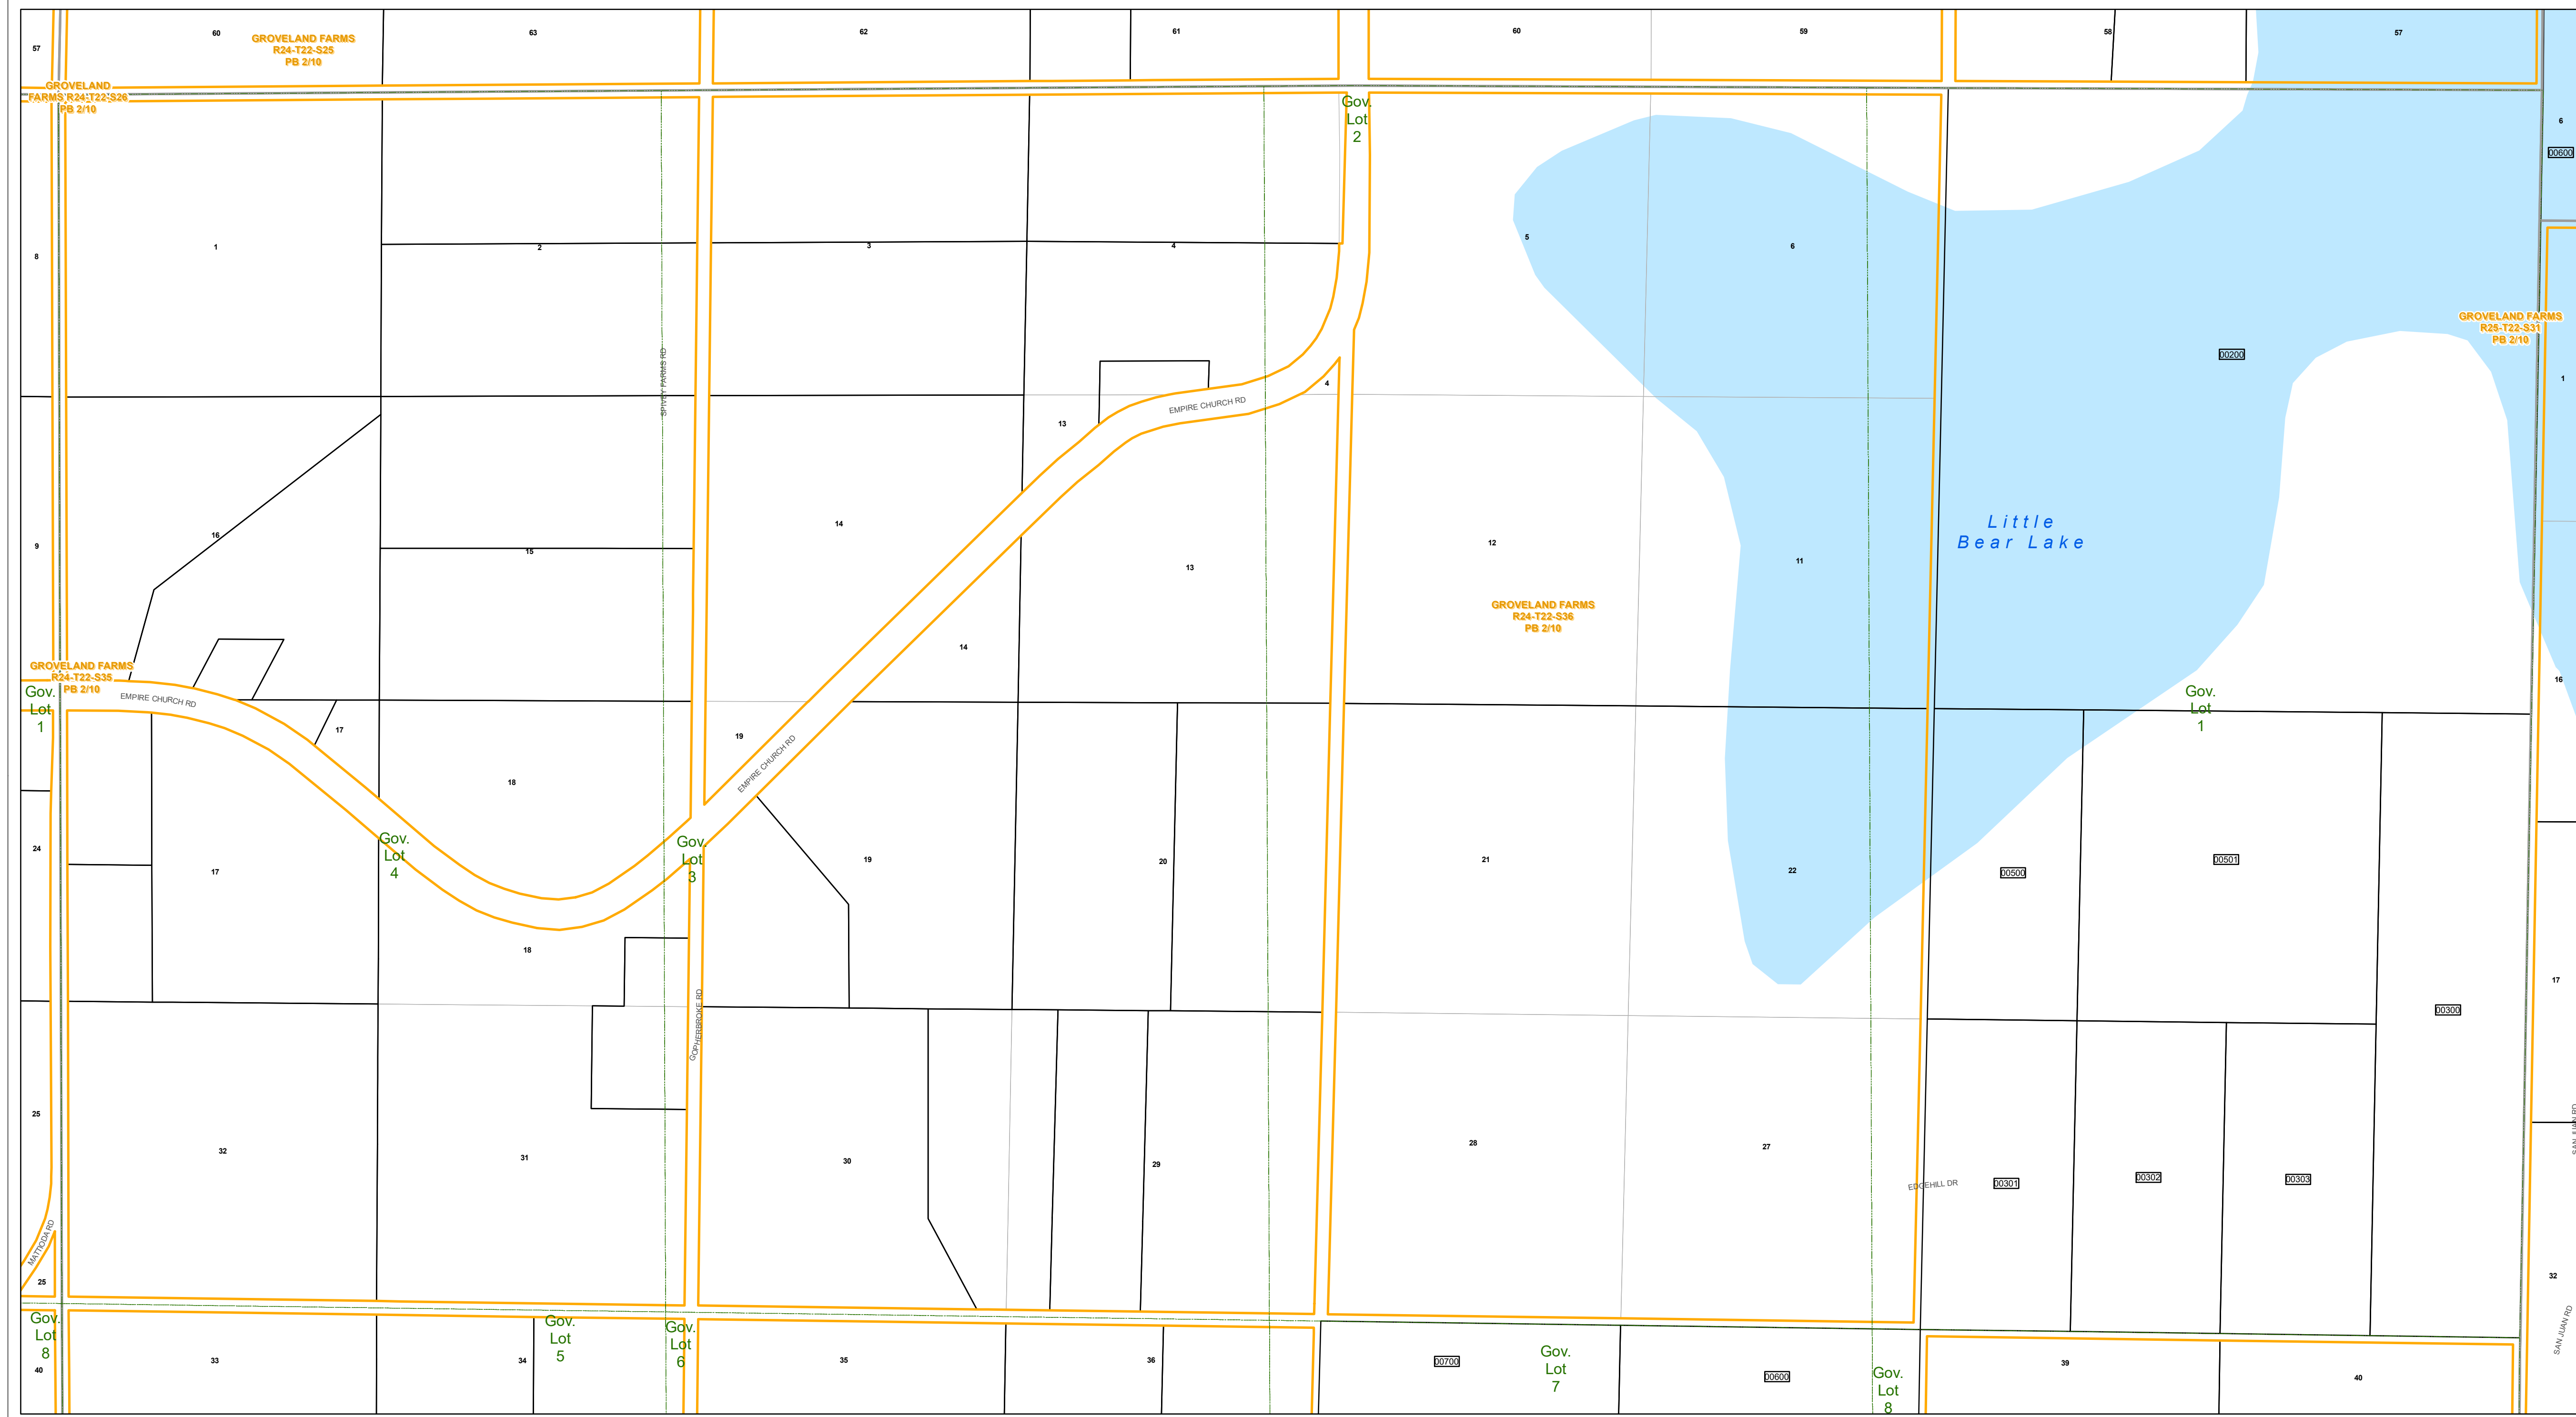 60
GROVELAND FARMS
R24-T22-S25
PB 2/10
63
62
61
60
59
58
57
57
GROVELAND
FARMS R24-T22-S26
PB 2/10
Gov.
Lot
2
6
00600
8
1
2
3
4
5
6
SPIVEY FARMS RD
GROVELAND FARMS
R25-T22-S31
PB 2/10
00200
1
4
EMPIRE CHURCH RD
13
9
16
15
14
13
12
11
Little
Bear Lake
GROVELAND FARMS
R24-T22-S36
PB 2/10
14
GROVELAND FARMS
R24-T22-S35
PB 2/10
Gov.
Lot
1
EMPIRE CHURCH RD
17
19
EMPIRE CHURCH RD
18
Gov.
Lot
1
16
24
17
Gov.
Lot
4
Gov.
Lot
3
19
20
21
22
00500
00501
18
17
GOPHERBROKE RD
00300
25
32
31
30
29
28
27
EDGEHILL DR
00301
00302
00303
SAN JUAN RD
MATTIODA RD
25
32
SAN JUAN RD
Gov.
Lot
8
40
33
34
Gov.
Lot
5
Gov.
Lot
6
35
36
00700
Gov.
Lot
7
00600
Gov.
Lot
8
39
40